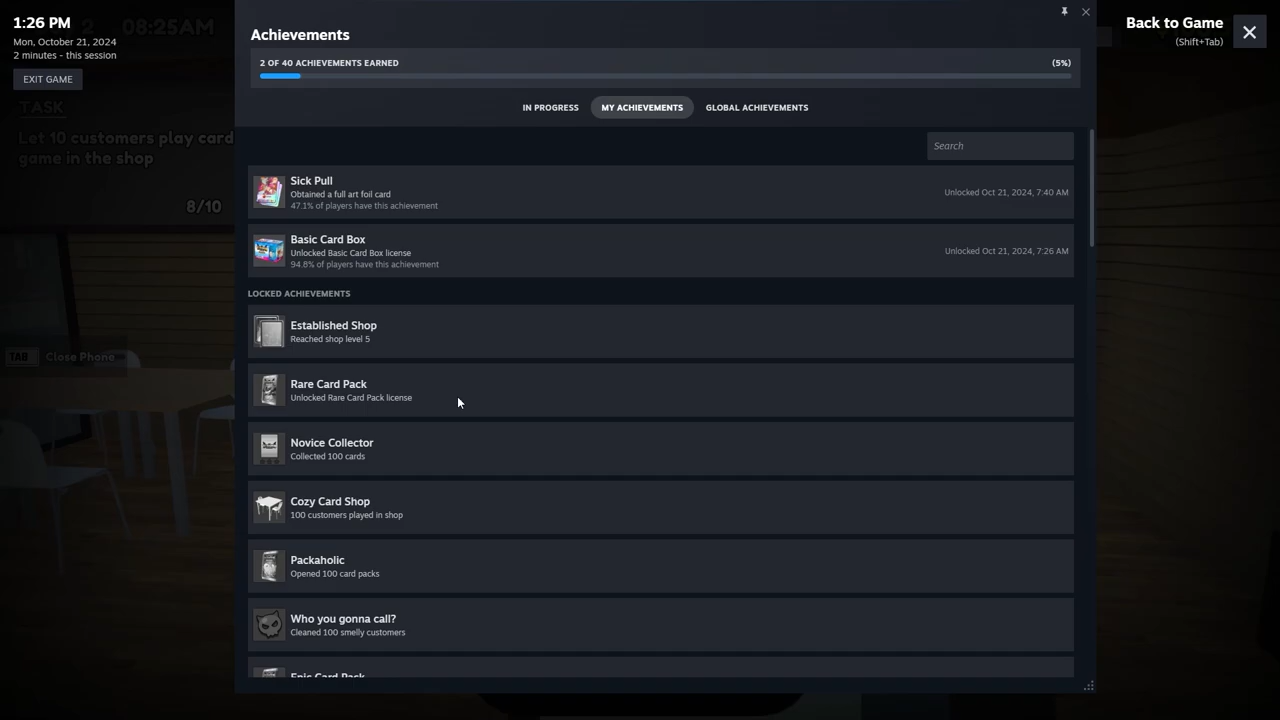 1:26 PM
Mon, October 21, 2024
2 minutes - this session
EXIT GAME
08:25AM
TASK
Let 10 customers play card
game in the shop
8/10
TAB Close Phone
Achievements
2 OF 40 ACHIEVEMENTS EARNED (5%)
IN PROGRESS MY ACHIEVEMENTS GLOBAL ACHIEVEMENTS
Search
Sick Pull
Obtained a full art foil card
47.1% of players have this achievement
Unlocked Oct 21, 2024, 7:40 AM
Basic Card Box
Unlocked Basic Card Box license
94.8% of players have this achievement
Unlocked Oct 21, 2024, 7:26 AM
LOCKED ACHIEVEMENTS
Established Shop
Reached shop level 5
Rare Card Pack
Unlocked Rare Card Pack license
Novice Collector
Collected 100 cards
Cozy Card Shop
100 customers played in shop
Packaholic
Opened 100 card packs
Who you gonna call?
Cleaned 100 smelly customers
Epic Card Pack
Back to Game
(Shift+Tab)